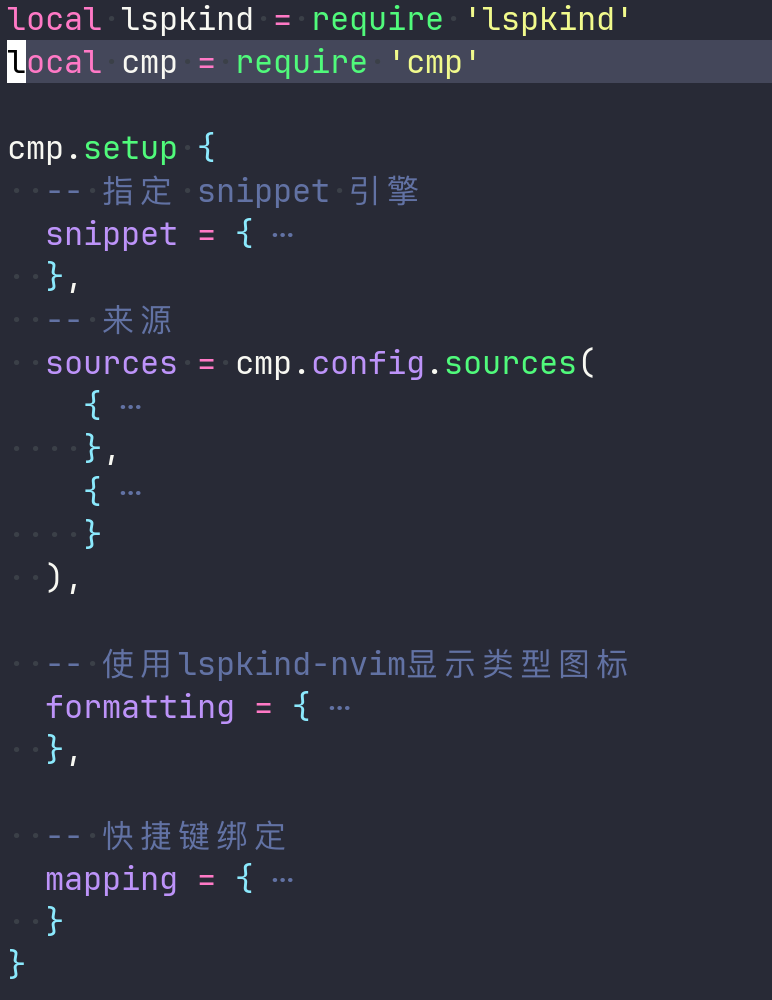 local lspkind = require 'lspkind'
local cmp = require 'cmp'

cmp.setup {
  -- 指定 snippet 引擎
  snippet = { ···
  },
  -- 来源
  sources = cmp.config.sources(
    { ···
    },
    { ···
    }
  ),

  -- 使用lspkind-nvim显示类型图标
  formatting = { ···
  },

  -- 快捷键绑定
  mapping = { ···
  }
}